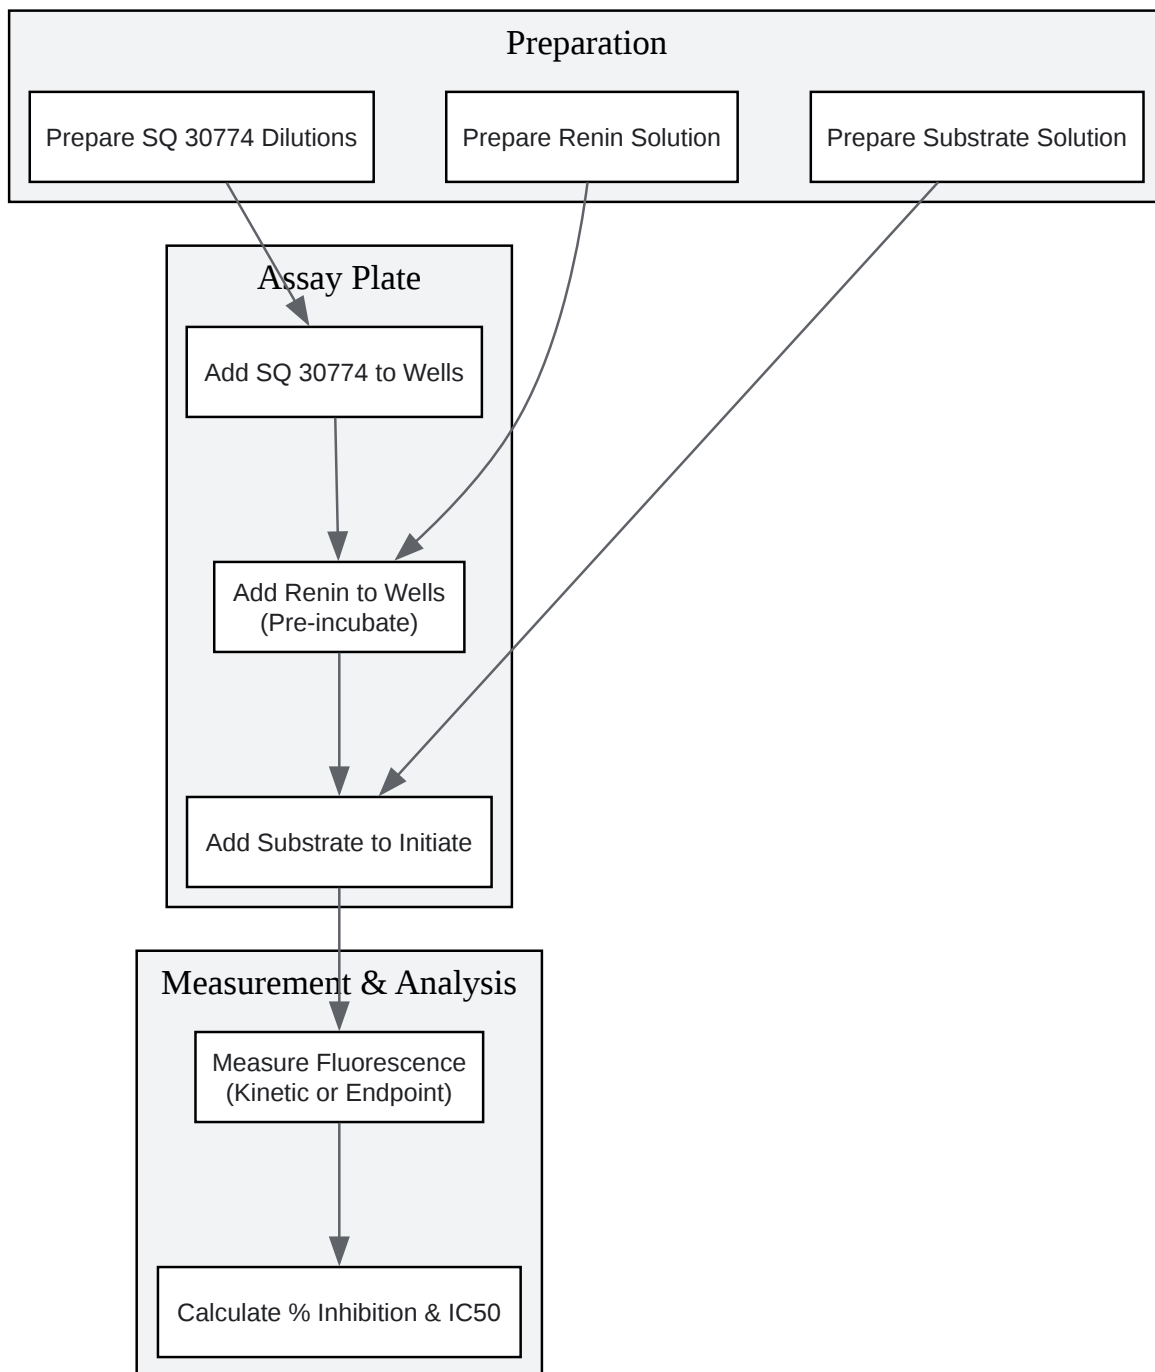 Preparation
Prepare SQ 30774 Dilutions
Prepare Renin Solution
Prepare Substrate Solution
Assay Plate
Add SQ 30774 to Wells
Add Renin to Wells
(Pre-incubate)
Add Substrate to Initiate
Measurement & Analysis
Measure Fluorescence
(Kinetic or Endpoint)
Calculate % Inhibition & IC50